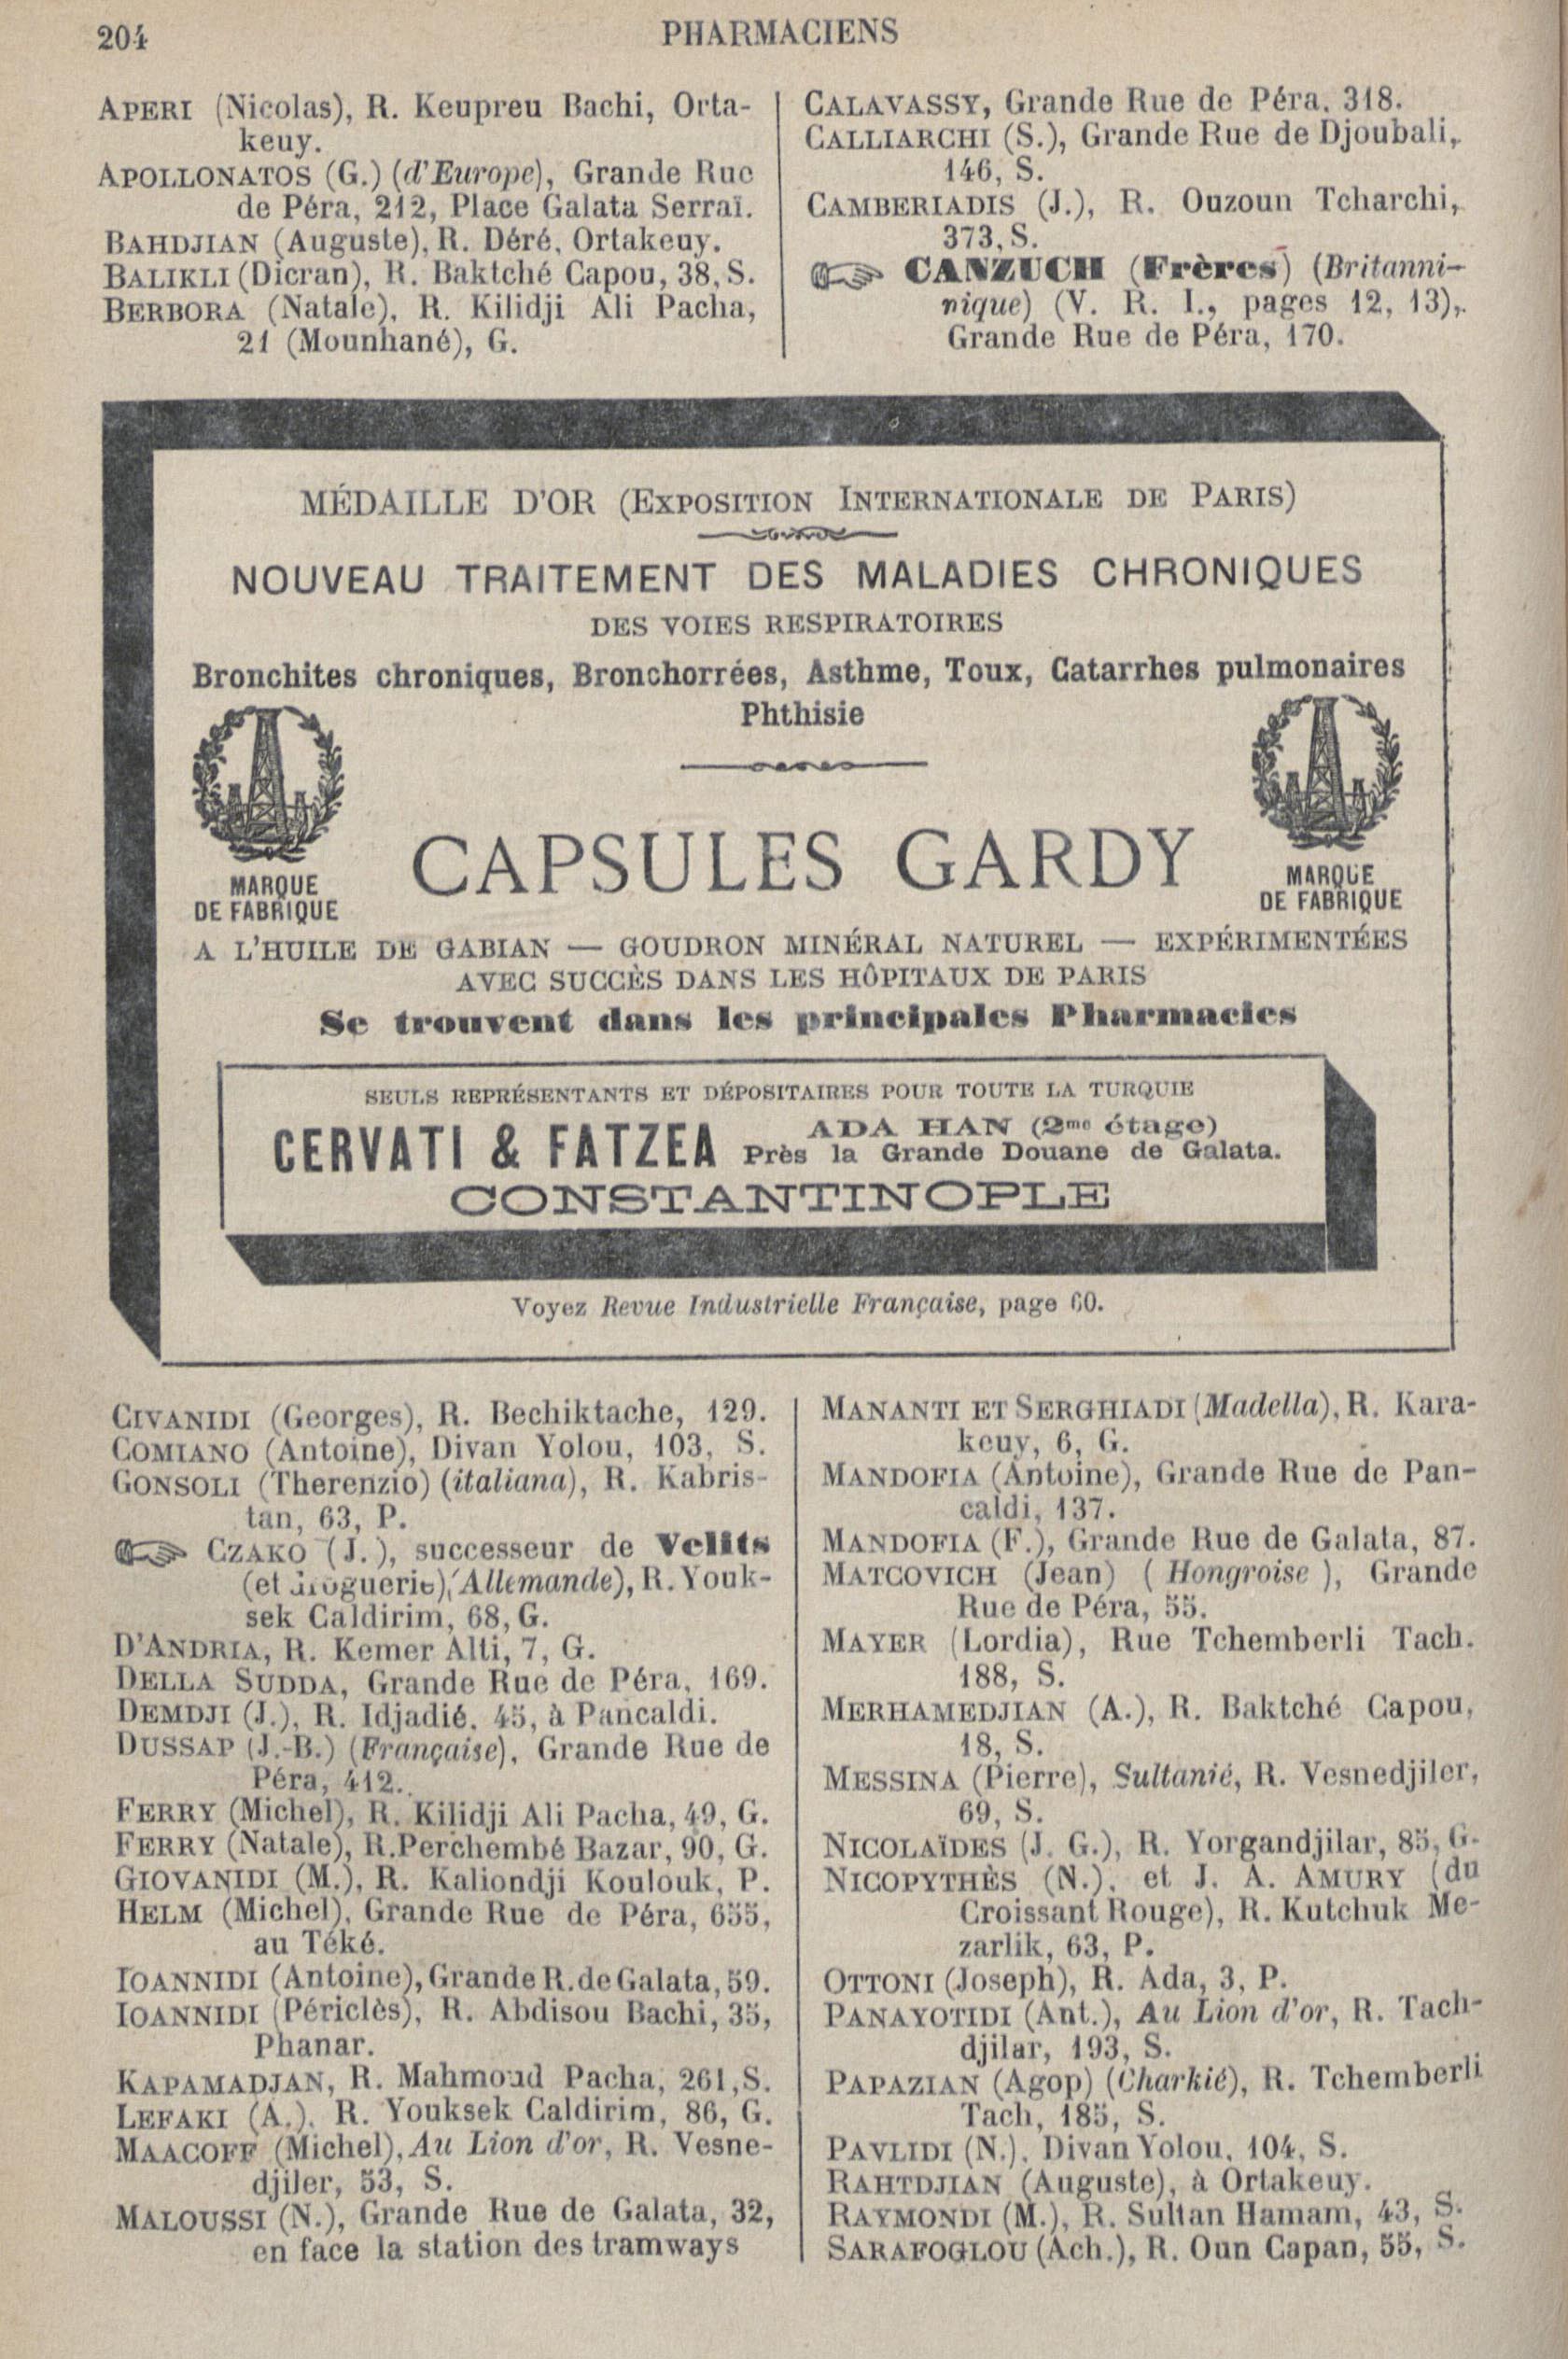 204
PHARMACIENS
APERI (Nicolas), R. Keupreu Bachi, Orta-
keuy.
APOLLONATOS (G.) (d'Europe), Grande Rue
de Péra, 212, Place Galata Serraï.
BAHDJIAN (Auguste), R. Déré, Ortakeuy.
BALIKLI (Dicran), R. Baktché Capou, 38, S.
BERBORA (Natale), R. Kilidji Ali Pacha,
21 (Mounhané), G.
CALAVASSY, Grande Rue de Péra, 318.
CALLIARCHI (S.), Grande Rue de Djoubali,
146, S.
CAMBERIADIS (J.), R. Ouzoun Tcharchi,
373, S.
CANZUCH (Frères) (Britanni-
nique) (V. R. I., pages 12, 13),
Grande Rue de Péra, 170.
MÉDAILLE D'OR (EXPOSITION INTERNATIONALE DE PARIS)
NOUVEAU TRAITEMENT DES MALADIES CHRONIQUES
DES VOIES RESPIRATOIRES
Bronchites chroniques, Bronchorrées, Asthme, Toux, Catarrhes pulmonaires
Phthisie
CAPSULES GARDY
MARQUE
DE FABRIQUE
MARQUE
DE FABRIQUE
A L'HUILE DE GABIAN — GOUDRON MINÉRAL NATUREL — EXPÉRIMENTÉES
AVEC SUCCÈS DANS LES HÔPITAUX DE PARIS
Se trouvent dans les principales Pharmacies
SEULS REPRÉSENTANTS ET DÉPOSITAIRES POUR TOUTE LA TURQUIE
CERVATI & FATZEA
ADA HAN (2me étage)
Près la Grande Douane de Galata.
CONSTANTINOPLE
Voyez Revue Industrielle Française, page 60.
CIVANIDI (Georges), R. Bechiktache, 129.
COMIANO (Antoine), Divan Yolou, 103, S.
GONSOLI (Therenzio) (italiana), R. Kabris-
tan, 63, P.
CZAKO (J.), successeur de Velits
(et droguerie) (Allemande), R. Youk-
sek Caldirim, 68, G.
D'ANDRIA, R. Kemer Alti, 7, G.
DELLA SUDDA, Grande Rue de Péra, 169.
DEMDJI (J.), R. Idjadié, 45, à Pancaldi.
DUSSAP (J.-B.) (Française), Grande Rue de
Péra, 412.
FERRY (Michel), R. Kilidji Ali Pacha, 49, G.
FERRY (Natale), R. Perchembé Bazar, 90, G.
GIOVANIDI (M.), R. Kaliondji Koulouk, P.
HELM (Michel), Grande Rue de Péra, 655,
au Téké.
IOANNIDI (Antoine), Grande R. de Galata, 59.
IOANNIDI (Périclès), R. Abdisou Bachi, 35,
Phanar.
KAPAMADJAN, R. Mahmoud Pacha, 261, S.
LEFAKI (A.), R. Youksek Caldirim, 86, G.
MAACOFF (Michel), Au Lion d'or, R. Vesne-
djiler, 53, S.
MALOUSSI (N.), Grande Rue de Galata, 32,
en face la station des tramways
MANANTI ET SERGHIADI (Madella), R. Kara-
keuy, 6, G.
MANDOFIA (Antoine), Grande Rue de Pan-
caldi, 137.
MANDOFIA (F.), Grande Rue de Galata, 87.
MATCOVICH (Jean) (Hongroise), Grande
Rue de Péra, 55.
MAYER (Lordia), Rue Tchemberli Tach.
188, S.
MERHAMEDJIAN (A.), R. Baktché Capou,
18, S.
MESSINA (Pierre), Sultanié, R. Vesnedjiler,
69, S.
NICOLAÏDES (J. G.), R. Yorgandjilar, 85, G.
NICOPYTHÈS (N.), et J. A. AMURY (du
Croissant Rouge), R. Kutchuk Me-
zarlik, 63, P.
OTTONI (Joseph), R. Ada, 3, P.
PANAYOTIDI (Ant.), Au Lion d'or, R. Tach-
djilar, 193, S.
PAPAZIAN (Agop) (Charkié), R. Tchemberli
Tach, 185, S.
PAVLIDI (N.), Divan Yolou, 104, S.
RAHTDJIAN (Auguste), à Ortakeuy.
RAYMONDI (M.), R. Sultan Hamam, 43, S.
SARAFOGLOU (Ach.), R. Oun Capan, 55, S.